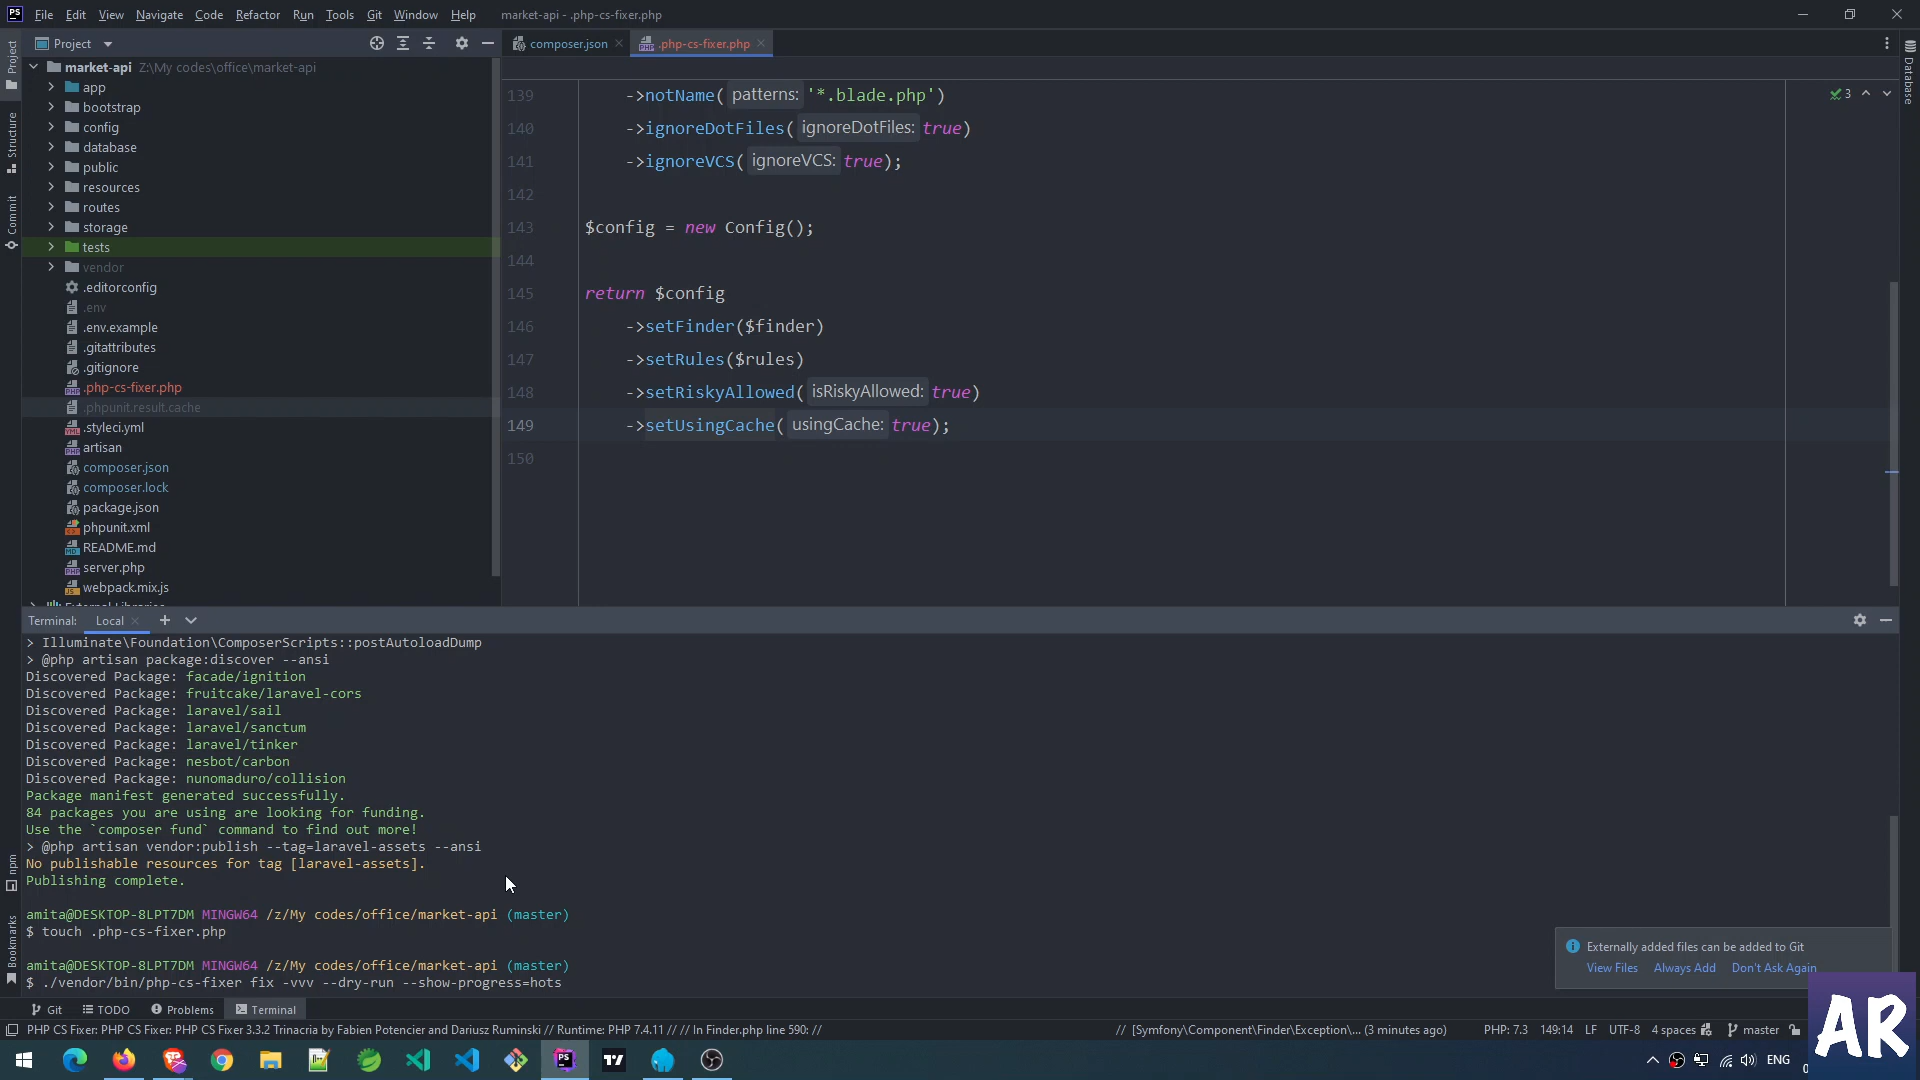 PS File Edit View Navigate Code Refactor Run Tools Git Window Help market-api - .php-cs-fixer.php
Project
composer.json
.php-cs-fixer.php
market-api Z:\My codes\office\market-api
app
bootstrap
config
database
public
resources
routes
storage
tests
vendor
.editorconfig
.env
.env.example
.gitattributes
.gitignore
.php-cs-fixer.php
.phpunit.result.cache
.styleci.yml
artisan
composer.json
composer.lock
package.json
phpunit.xml
README.md
server.php
webpack.mix.js
External Libraries
Project
Structure
Commit
npm
Bookmarks
Database
139 ->notName( patterns: '*.blade.php')
140 ->ignoreDotFiles( ignoreDotFiles: true)
141 ->ignoreVCS( ignoreVCS: true);
142
143 $config = new Config();
144
145 return $config
146 ->setFinder($finder)
147 ->setRules($rules)
148 ->setRiskyAllowed( isRiskyAllowed: true)
149 ->setUsingCache( usingCache: true);
150
3
Terminal: Local
> Illuminate\Foundation\ComposerScripts::postAutoloadDump
> @php artisan package:discover --ansi
Discovered Package: facade/ignition
Discovered Package: fruitcake/laravel-cors
Discovered Package: laravel/sail
Discovered Package: laravel/sanctum
Discovered Package: laravel/tinker
Discovered Package: nesbot/carbon
Discovered Package: nunomaduro/collision
Package manifest generated successfully.
84 packages you are using are looking for funding.
Use the `composer fund` command to find out more!
> @php artisan vendor:publish --tag=laravel-assets --ansi
No publishable resources for tag [laravel-assets].
Publishing complete.
amita@DESKTOP-8LPT7DM MINGW64 /z/My codes/office/market-api (master)
$ touch .php-cs-fixer.php
amita@DESKTOP-8LPT7DM MINGW64 /z/My codes/office/market-api (master)
$ ./vendor/bin/php-cs-fixer fix -vvv --dry-run --show-progress=hots
Externally added files can be added to Git
View Files Always Add Don't Ask Again
Git TODO Problems Terminal
PHP CS Fixer: PHP CS Fixer: PHP CS Fixer 3.3.2 Trinacria by Fabien Potencier and Dariusz Ruminski // Runtime: PHP 7.4.11 // // In Finder.php line 590: // // [Symfony\Component\Finder\Exception\... (3 minutes ago) PHP: 7.3 149:14 LF UTF-8 4 spaces master
PS
ENG
AR